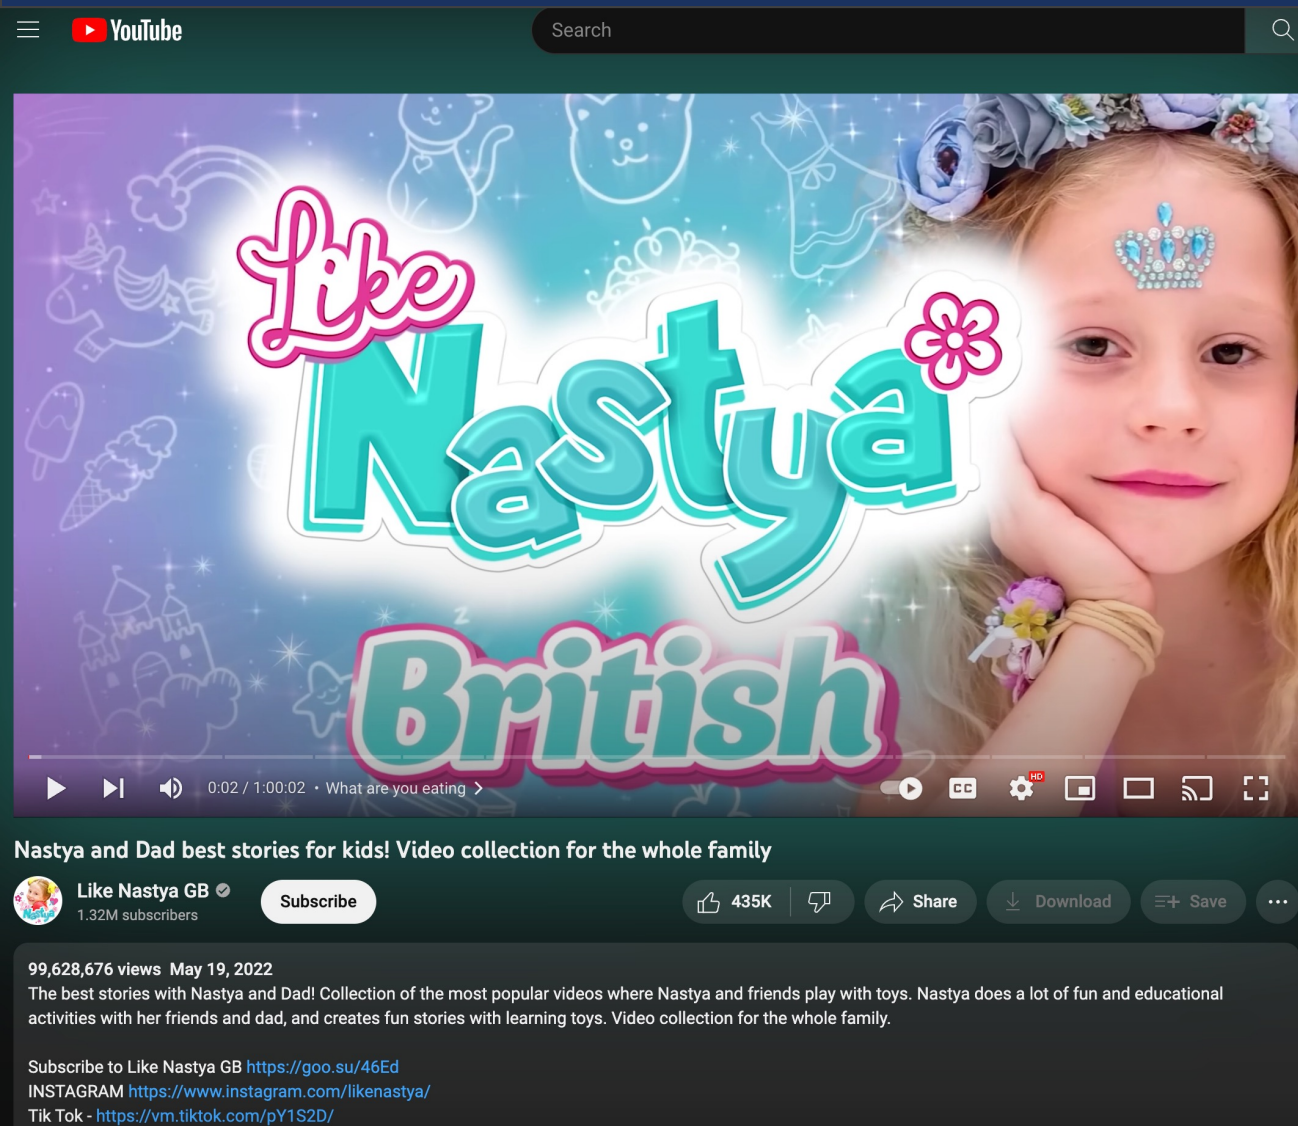 YouTube
Search
Like
Nastya
z
British
0:02 / 1:00:02 • What are you eating
CC
HD
Nastya and Dad best stories for kids! Video collection for the whole family
Nastya
Like Nastya GB
1.32M subscribers
Subscribe
435K
Share
Download
Save
99,628,676 views May 19, 2022
The best stories with Nastya and Dad! Collection of the most popular videos where Nastya and friends play with toys. Nastya does a lot of fun and educational
activities with her friends and dad, and creates fun stories with learning toys. Video collection for the whole family.
Subscribe to Like Nastya GB https://goo.su/46Ed
INSTAGRAM https://www.instagram.com/likenastya/
Tik Tok - https://vm.tiktok.com/pY1S2D/